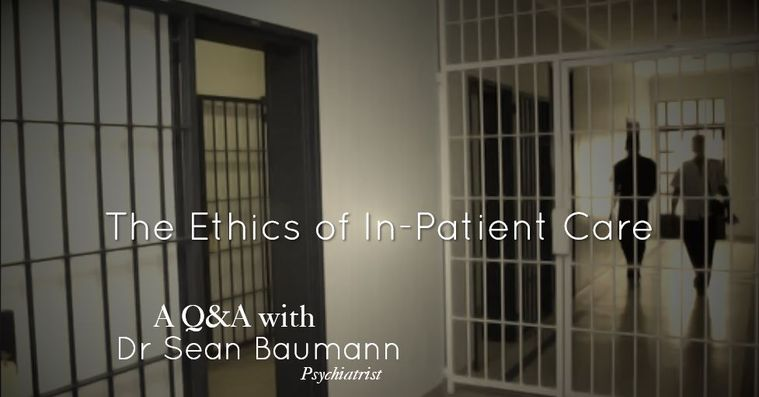 The Ethics of In-Patient Care
A Q&A with
Dr Sean Baumann
Psychiatrist